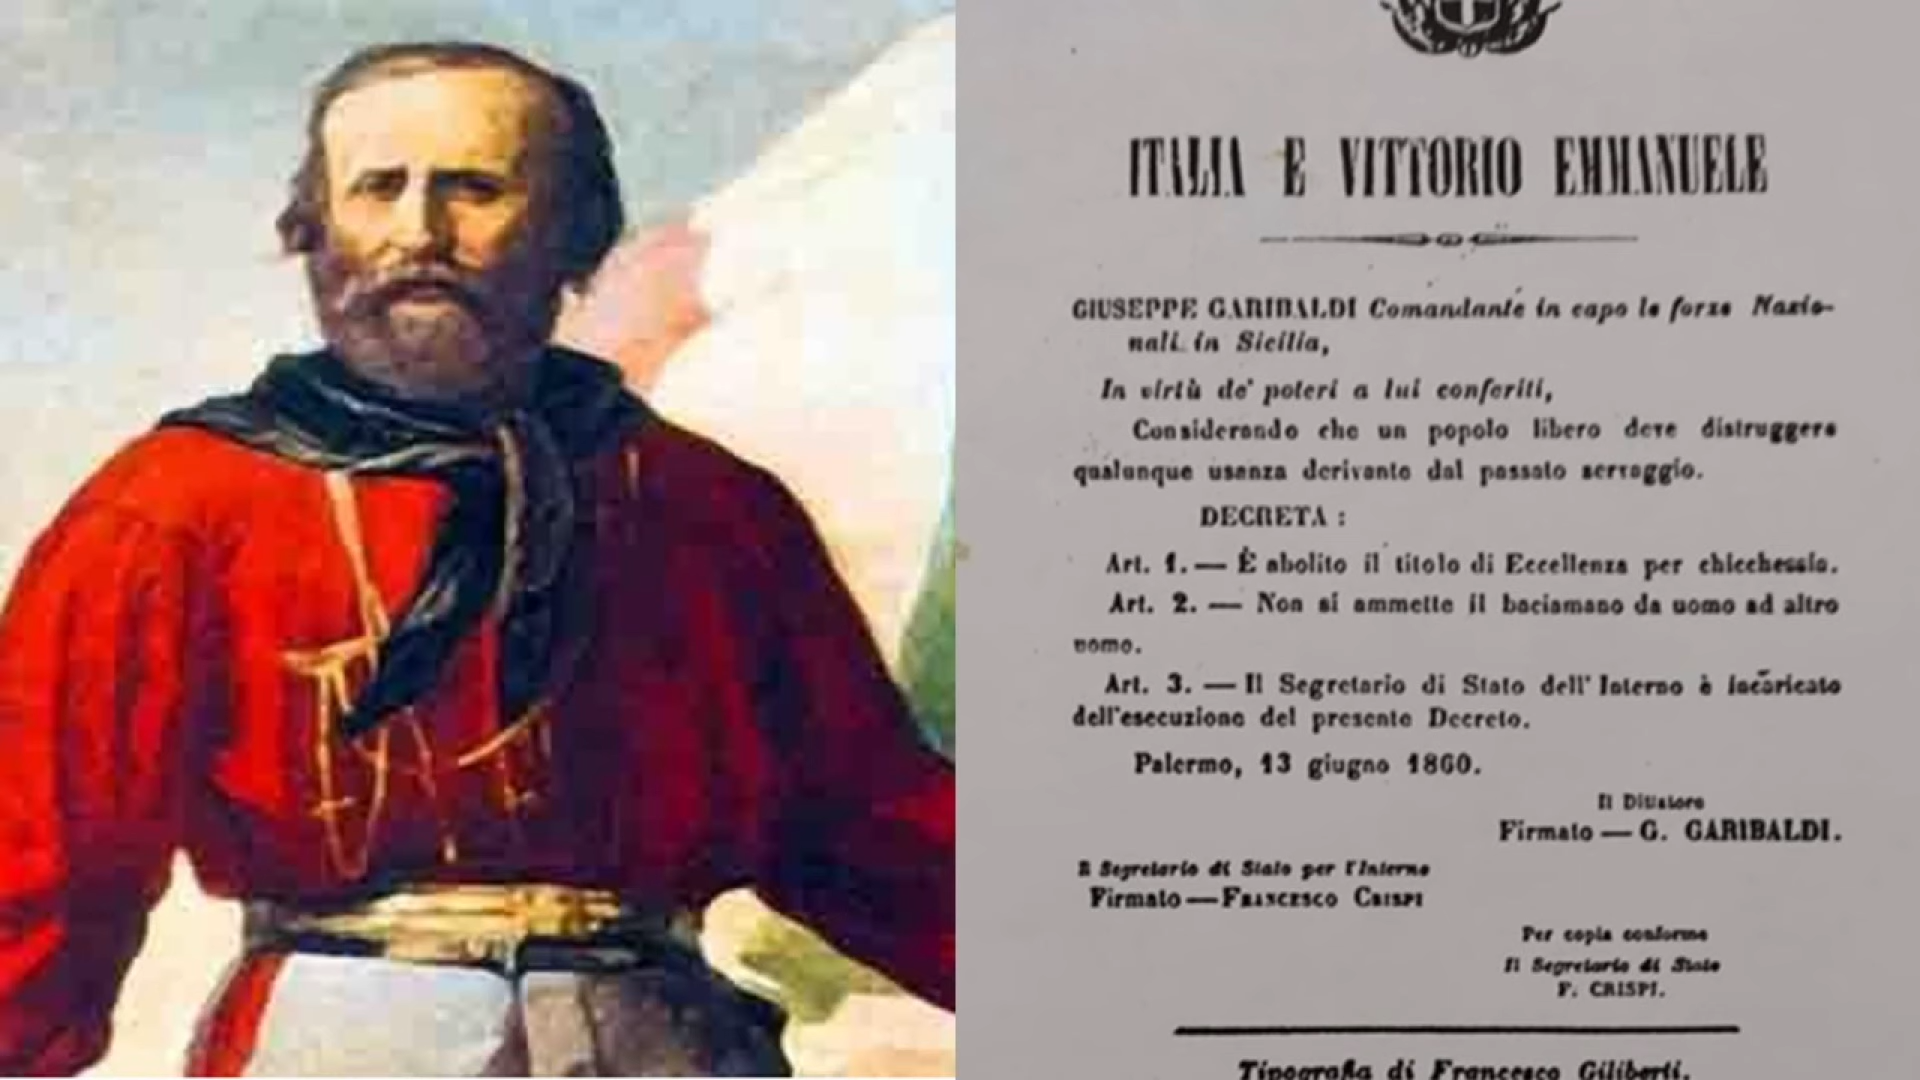 ITALIA E VITTORIO EMMANUELE
GIUSEPPE GARIBALDI Comandante in capo le forze Nazio-
nali in Sicilia,
In virtù de' poteri a lui conferiti,
Considerando che un popolo libero deve distruggere
qualunque usanza derivante dal passato servaggio.
DECRETA :
Art. 1. — È abolito il titolo di Eccellenza per chicchessia.
Art. 2. — Non si ammette il baciamano da uomo ad altro
uomo.
Art. 3. — Il Segretario di Stato dell' Interno è incaricato
dell'esecuzione del presente Decreto.
Palermo, 13 giugno 1860.
Il Dittatore
Firmato — G. GARIBALDI.
Il Segretario di Stato per l'Interno
Firmato — FRANCESCO CRISPI
Per copia conforme
Il Segretario di Stato
F. CRISPI.
Tipografia di Francesco Giliberti.